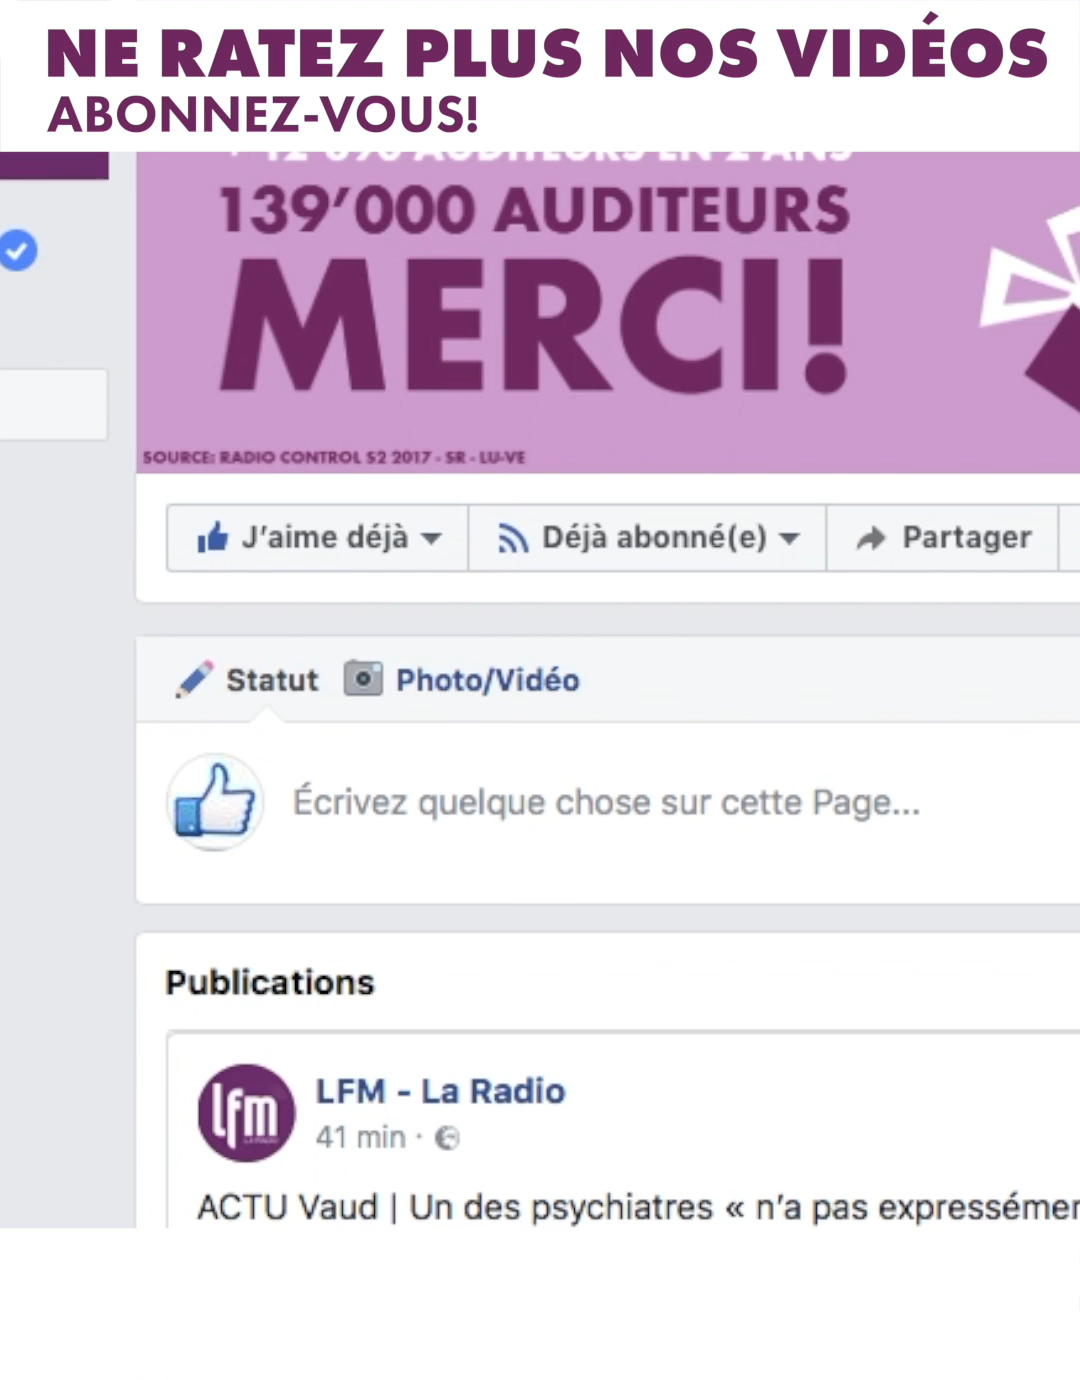 NE RATEZ PLUS NOS VIDÉOS
ABONNEZ-VOUS!
139’000 AUDITEURS
MERCI!
SOURCE: RADIO CONTROL S2 2017 - SR - LU-VE
J’aime déjà
Déjà abonné(e)
Partager
Statut
Photo/Vidéo
Écrivez quelque chose sur cette Page...
Publications
lfm
LFM - La Radio
41 min ·
ACTU Vaud | Un des psychiatres « n’a pas expressémen